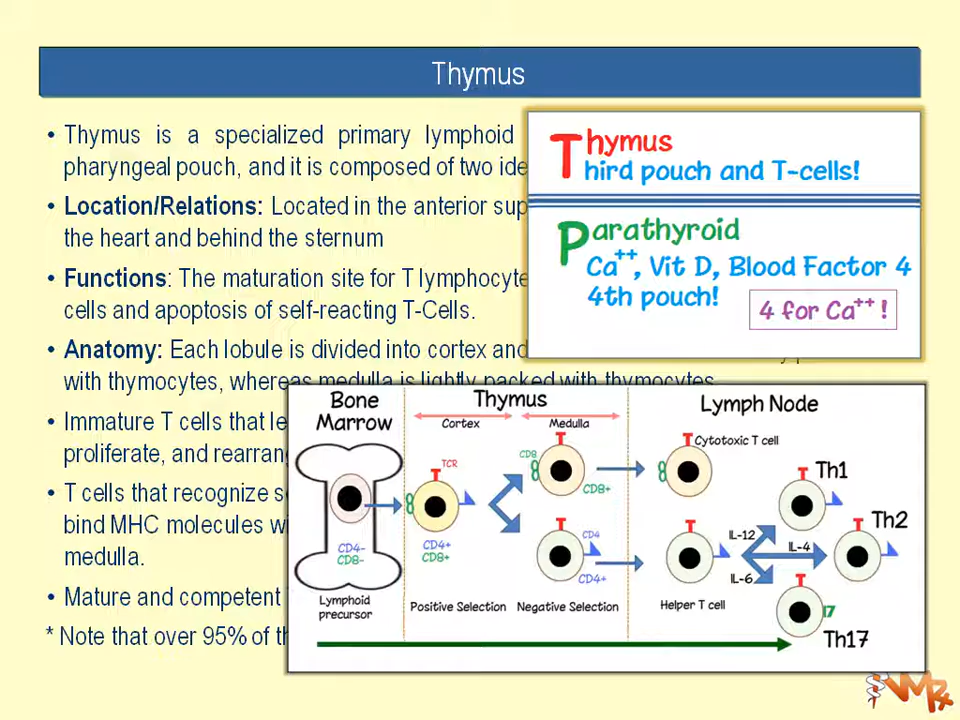 Thymus
• Thymus is a specialized primary lymphoid
pharyngeal pouch, and it is composed of two ide
• Location/Relations: Located in the anterior sup
the heart and behind the sternum
• Functions: The maturation site for T lymphocyte
cells and apoptosis of self-reacting T-Cells.
• Anatomy: Each lobule is divided into cortex and
with thymocytes, whereas medulla is lightly packed with thymocytes
• Immature T cells that le
proliferate, and rearran
• T cells that recognize s
bind MHC molecules wi
medulla.
• Mature and competent
* Note that over 95% of th
Thymus
Third pouch and T-cells!
Parathyroid
Ca++, Vit D, Blood Factor 4
4th pouch!
4 for Ca++ !
Bone
Marrow
Thymus
Lymph Node
Cortex
Medulla
Cytotoxic T cell
TCR
CD8
CD8+
Th1
Th2
CD4-
CD8-
CD4+
CD8+
CD4
CD4+
IL-12
IL-4
IL-6
Lymphoid
precursor
Positive Selection
Negative Selection
Helper T cell
17
Th17
VMRx